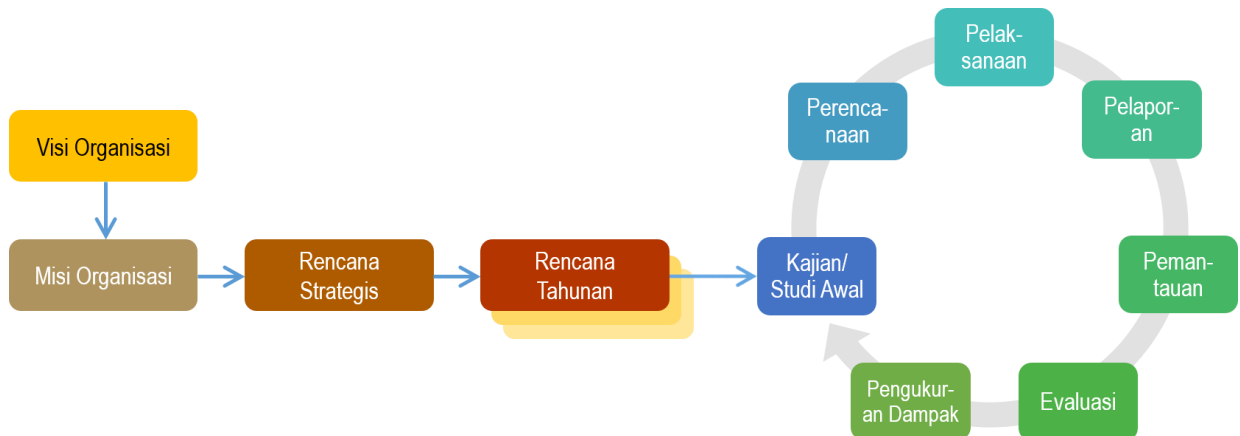 Visi Organisasi
Misi Organisasi
Rencana
Strategis
Rencana
Tahunan
Kajian/
Studi Awal
Perenca-
naan
Pelak-
sanaan
Pelapor-
an
Peman-
tauan
Evaluasi
Pengukur-
an Dampak